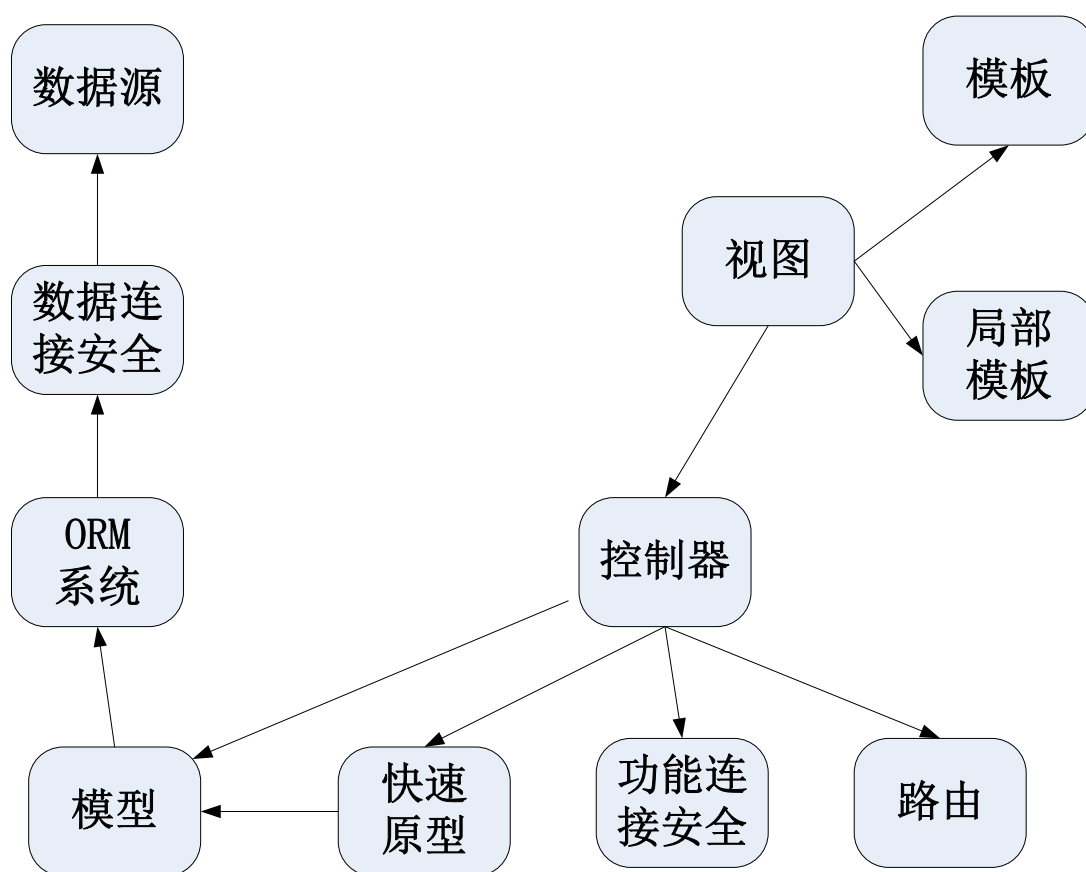 数据源
模板
视图
数据连
接安全
局部
模板
ORM
系统
控制器
模型
快速
原型
功能连
接安全
路由